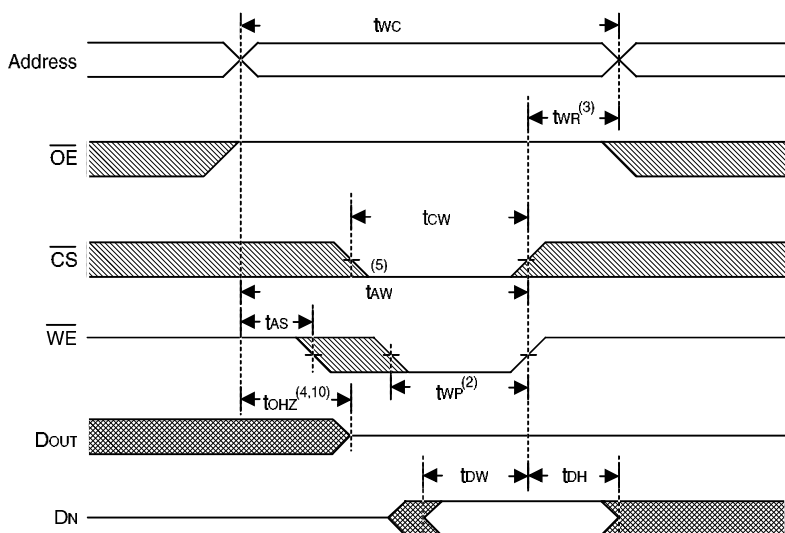 tWC
Address
tWR(3)
OE
tCW
CS
(5)
tAW
tAS
WE
tWP(2)
tOHZ(4,10)
DOUT
tDW
tDH
DN